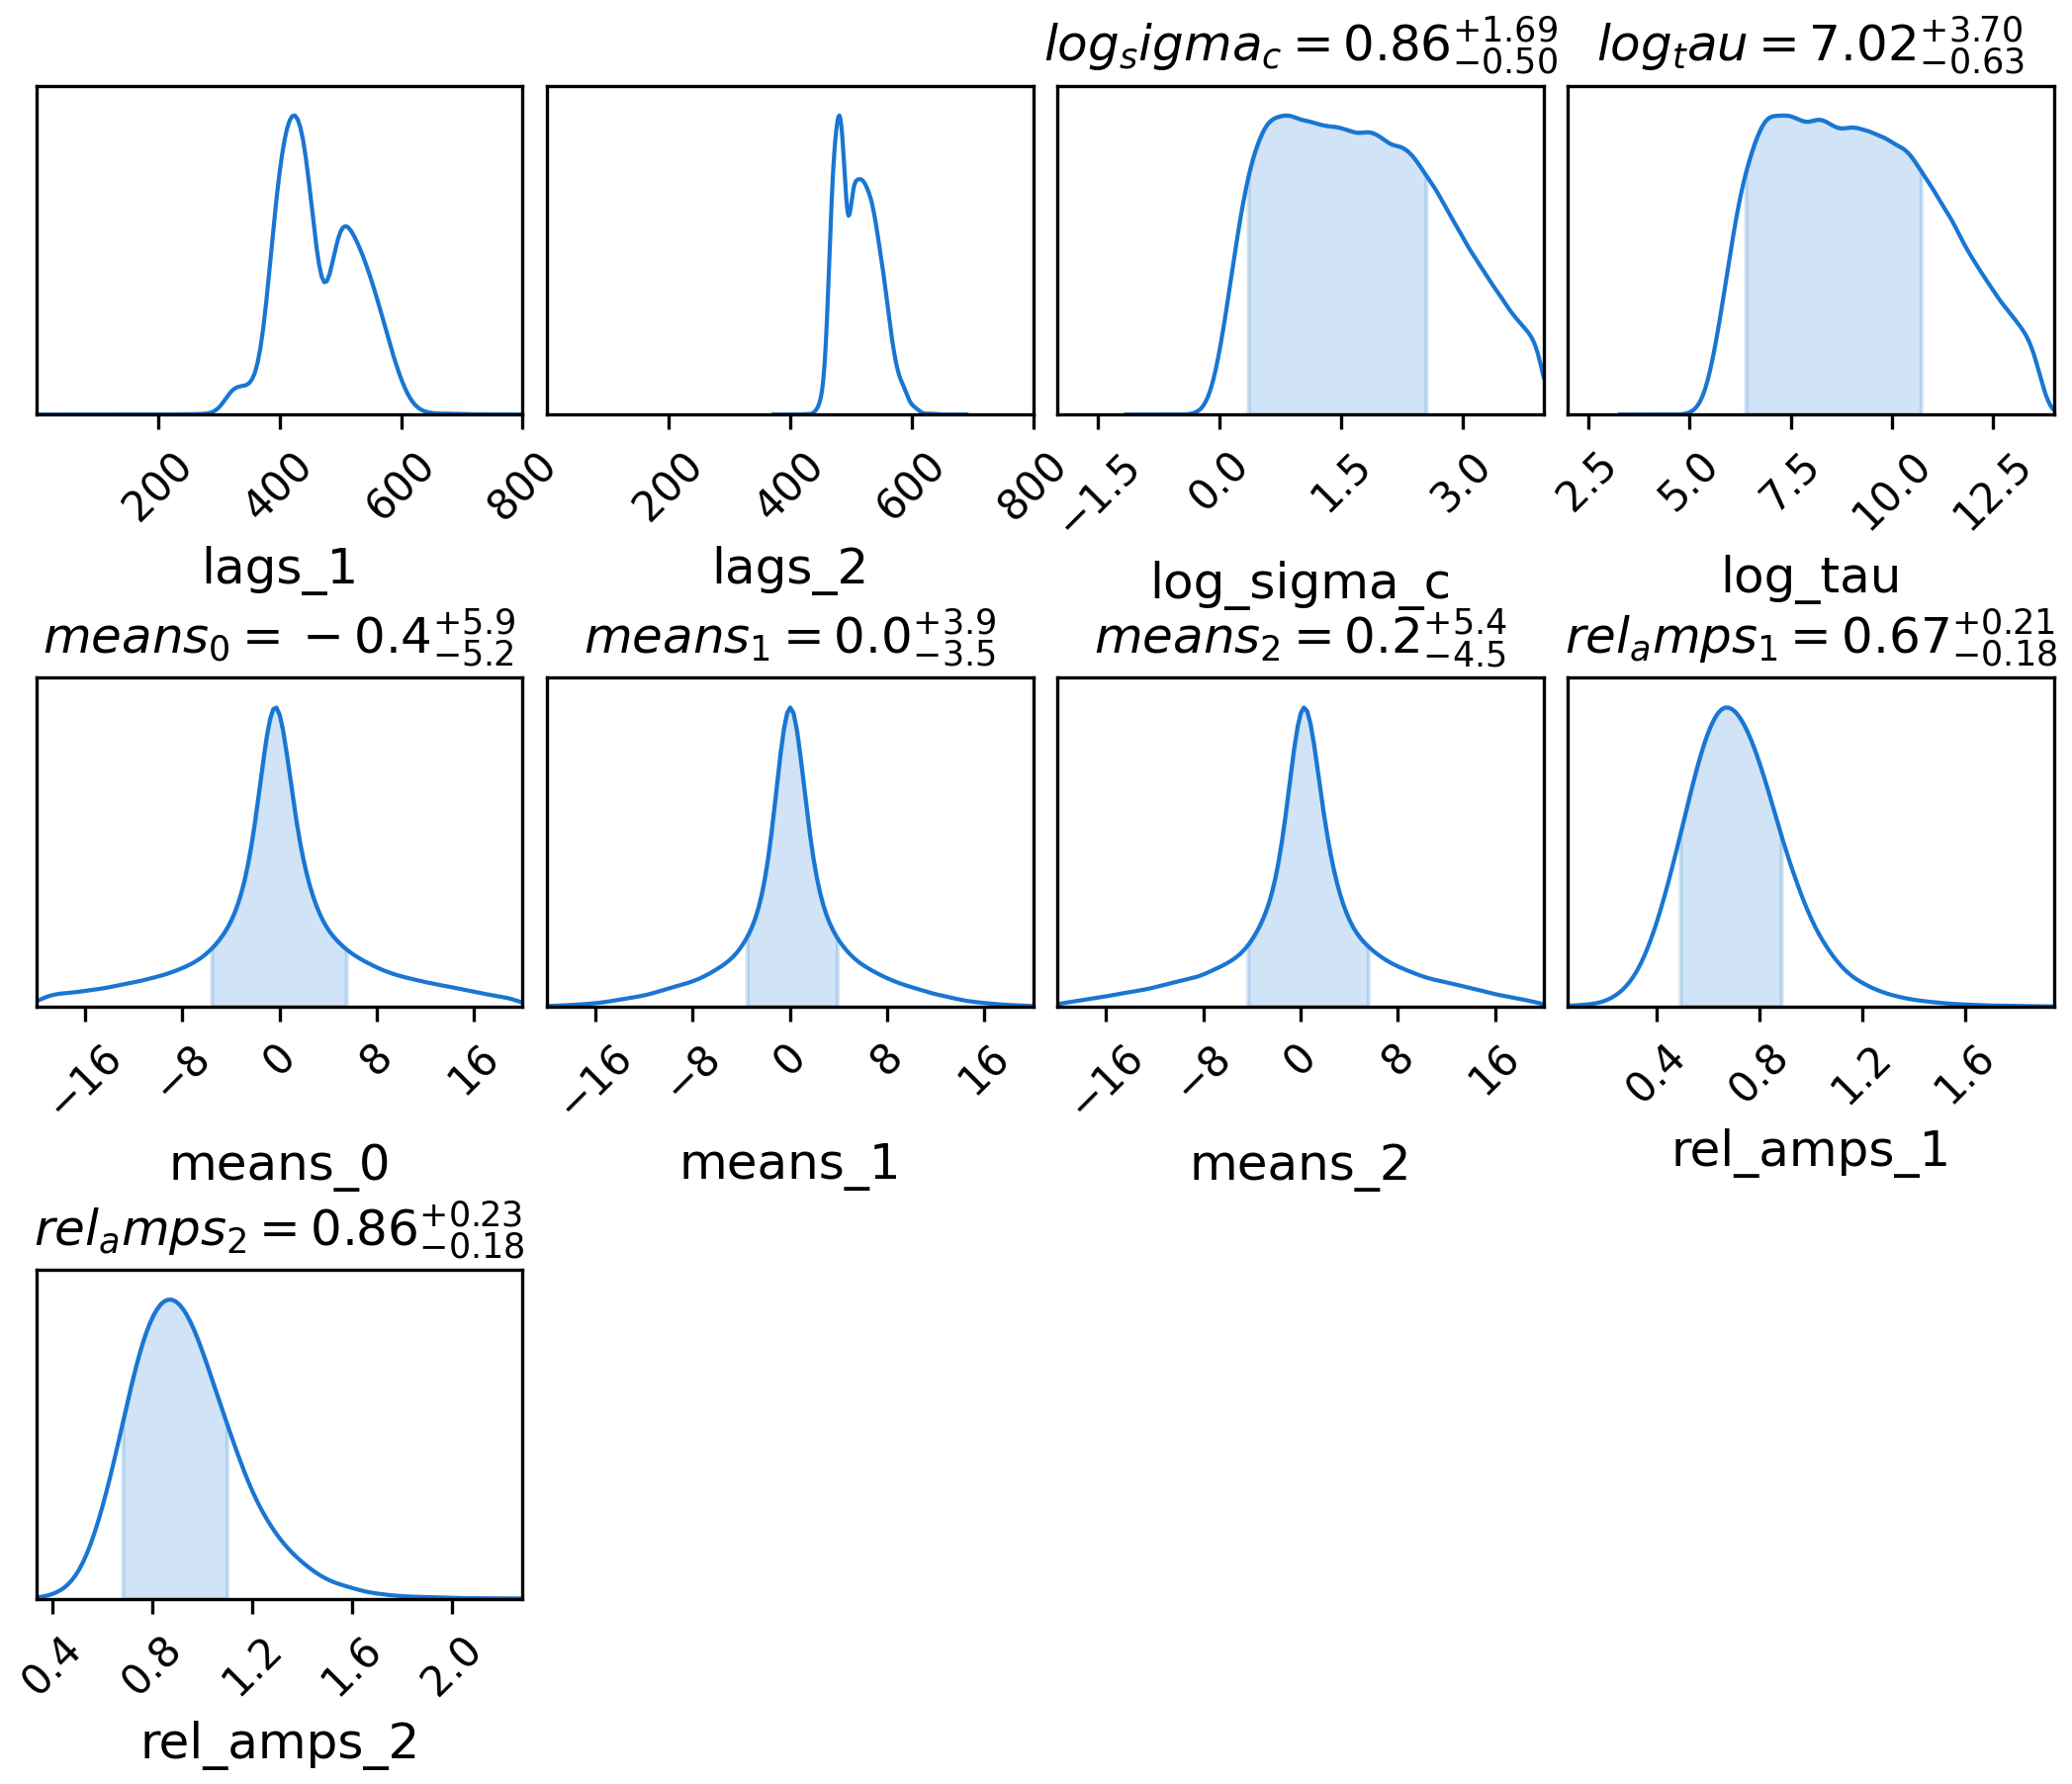 log_sigma_c = 0.86^{+1.69}_{-0.50} log_tau = 7.02^{+3.70}_{-0.63}
200 400 600 800 200 400 600 800 −1.5 0.0 1.5 3.0 2.5 5.0 7.5 10.0 12.5
lags_1 lags_2 log_sigma_c log_tau
means_0 = −0.4^{+5.9}_{-5.2} means_1 = 0.0^{+3.9}_{-3.5} means_2 = 0.2^{+5.4}_{-4.5} rel_amps_1 = 0.67^{+0.21}_{-0.18}
−16 −8 0 8 16 −16 −8 0 8 16 −16 −8 0 8 16 0.4 0.8 1.2 1.6
means_0 means_1 means_2 rel_amps_1
rel_amps_2 = 0.86^{+0.23}_{-0.18}
0.4 0.8 1.2 1.6 2.0
rel_amps_2